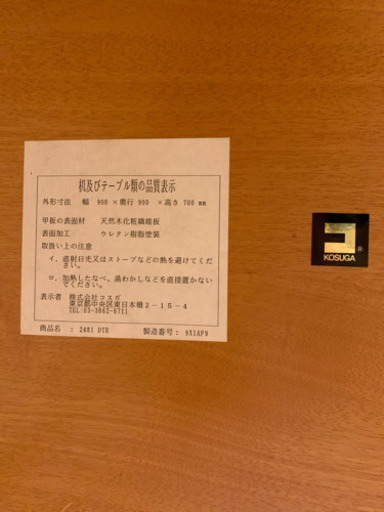 机及びテーブル類の品質表示
外形寸法 幅 900 ×奥行 900 ×高さ 700 mm
甲板の表面材 天然木化粧繊維板
表面加工 ウレタン樹脂塗装
取扱い上の注意
イ．直射日光又はストーブなどの熱を避けてください。
ロ．加熱したなべ、湯わかしなどを直接置かないでください。
表示者 株式会社コスガ
東京都中央区東日本橋2－15－4
TEL:03-3862-6711
商品名 : 2481 DTH 製造番号: 9X2AF9
KOSUGA